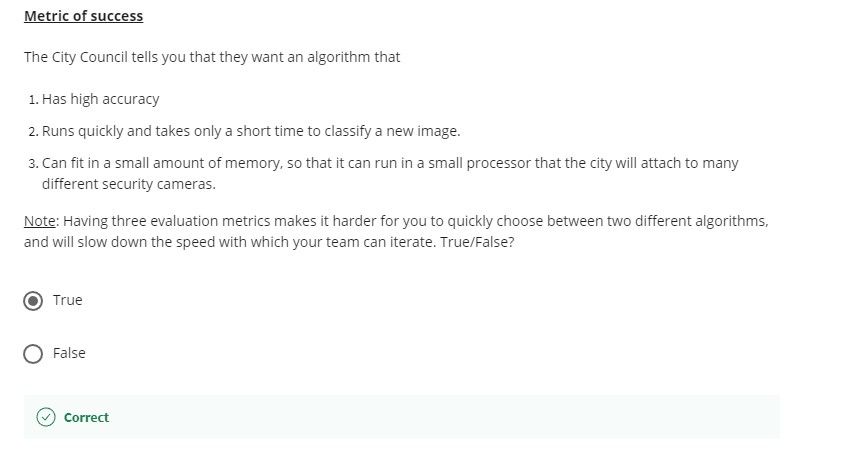 Metric of success
The City Council tells you that they want an algorithm that
1. Has high accuracy
2. Runs quickly and takes only a short time to classify a new image.
3. Can fit in a small amount of memory, so that it can run in a small processor that the city will attach to many
different security cameras.
Note: Having three evaluation metrics makes it harder for you to quickly choose between two different algorithms,
and will slow down the speed with which your team can iterate. True/False?
True
False
Correct